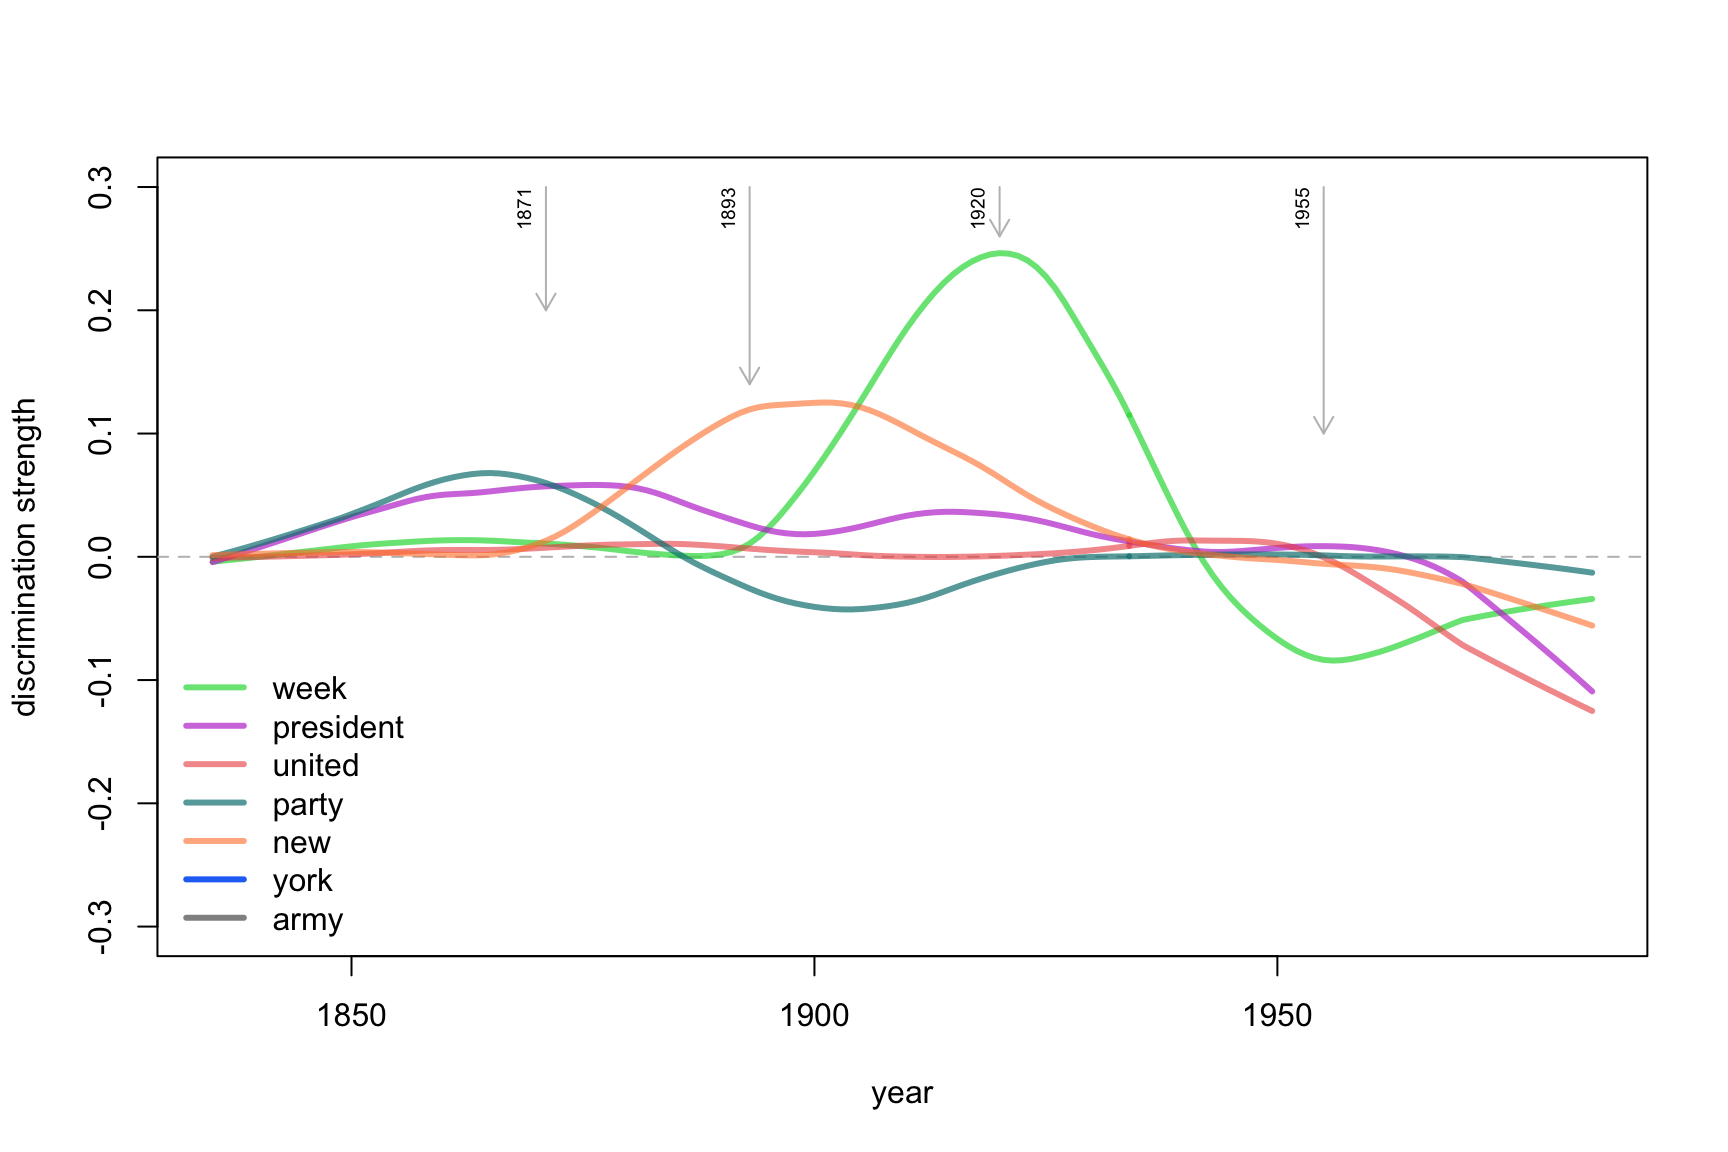 discrimination strength
0.3
0.2
0.1
0.0
-0.1
-0.2
-0.3
1871
1893
1920
1955
week
president
united
party
new
york
army
1850
1900
1950
year